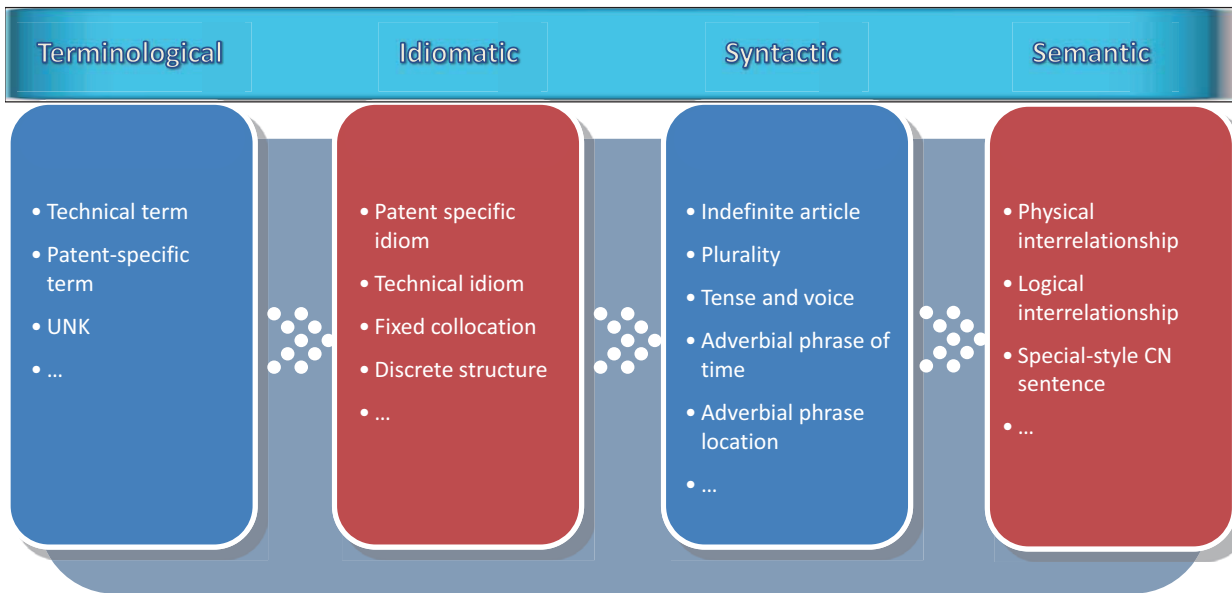 Terminological
Idiomatic
Syntactic
Semantic
• Technical term
• Patent-specific
term
• UNK
• …
• Patent specific
idiom
• Technical idiom
• Fixed collocation
• Discrete structure
• …
• Indefinite article
• Plurality
• Tense and voice
• Adverbial phrase of
time
• Adverbial phrase
location
• …
• Physical
interrelationship
• Logical
interrelationship
• Special-style CN
sentence
• …